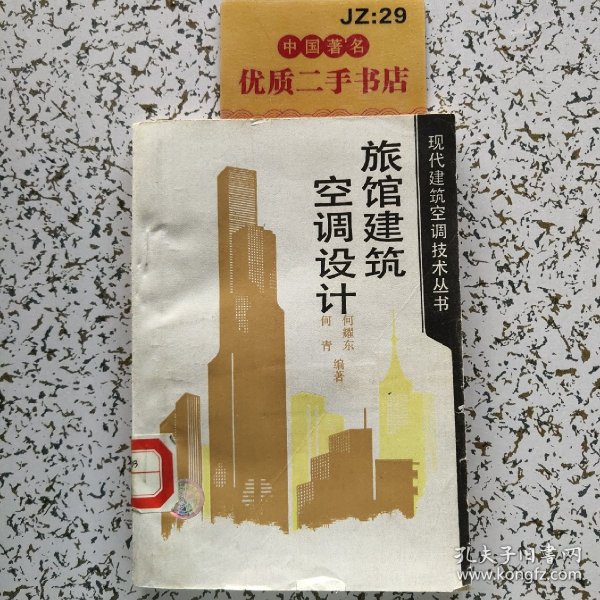 JZ:29
中国著名
优质二手书店
现代建筑空调技术丛书
旅馆建筑
空调设计
何耀东
何青 编著
孔夫子旧书网
www.kongfz.com